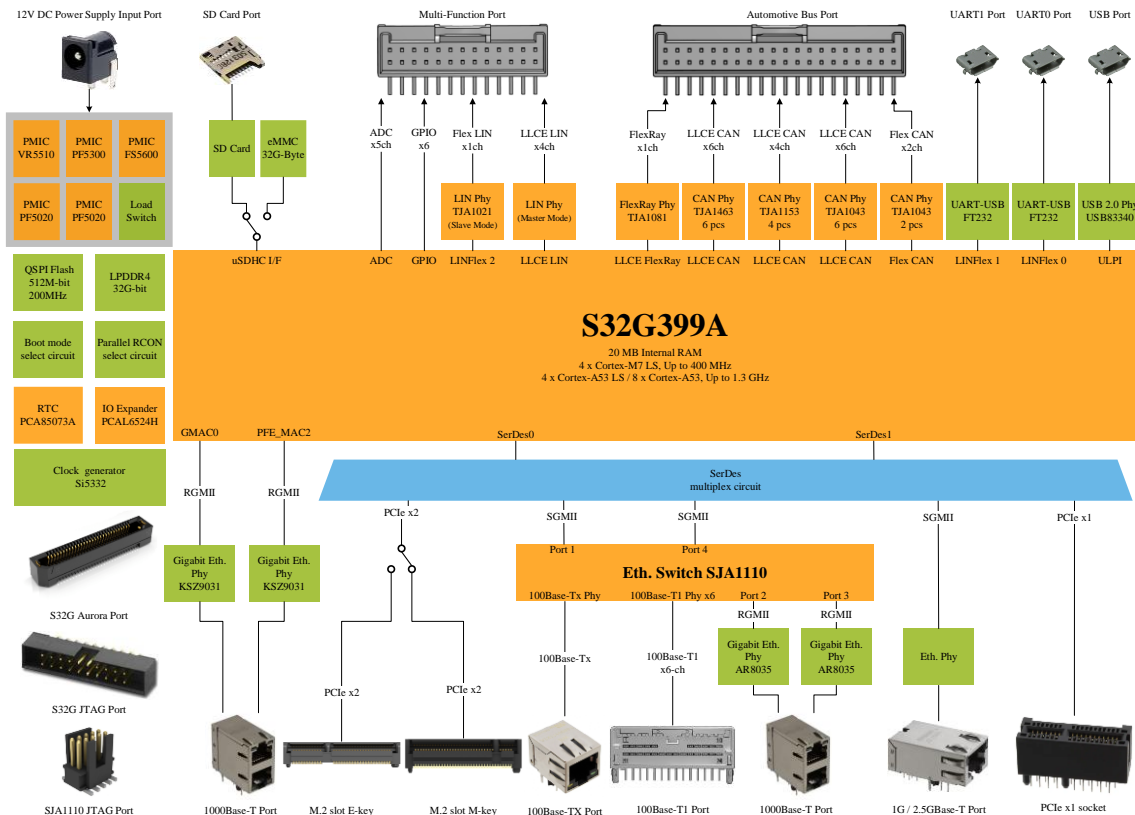 12V DC Power Supply Input Port
SD Card Port
Multi-Function Port
Automotive Bus Port
UART1 Port
UART0 Port
USB Port
PMIC
VR5510
PMIC
PF5300
PMIC
FS5600
PMIC
PF5020
PMIC
PF5020
Load
Switch
SD Card
eMMC
32G-Byte
ADC
x5ch
GPIO
x6
Flex LIN
x1ch
LLCE LIN
x4ch
FlexRay
x1ch
LLCE CAN
x6ch
LLCE CAN
x4ch
LLCE CAN
x6ch
Flex CAN
x2ch
LIN Phy
TJA1021
(Slave Mode)
LIN Phy
(Master Mode)
FlexRay Phy
TJA1081
CAN Phy
TJA1463
6 pcs
CAN Phy
TJA1153
4 pcs
CAN Phy
TJA1043
6 pcs
CAN Phy
TJA1043
2 pcs
UART-USB
FT232
UART-USB
FT232
USB 2.0 Phy
USB83340
uSDHC I/F
ADC
GPIO
LINFlex 2
LLCE LIN
LLCE FlexRay
LLCE CAN
LLCE CAN
LLCE CAN
Flex CAN
LINFlex 1
LINFlex 0
ULPI
QSPI Flash
512M-bit
200MHz
LPDDR4
32G-bit
Boot mode
select circuit
Parallel RCON
select circuit
RTC
PCA85073A
IO Expander
PCAL6524H
Clock generator
Si5332
S32G399A
20 MB Internal RAM
4 x Cortex-M7 LS, Up to 400 MHz
4 x Cortex-A53 LS / 8 x Cortex-A53, Up to 1.3 GHz
GMAC0
PFE_MAC2
SerDes0
SerDes1
SerDes
multiplex circuit
RGMII
RGMII
PCIe x2
SGMII
SGMII
SGMII
PCIe x1
Gigabit Eth.
Phy
KSZ9031
Gigabit Eth.
Phy
KSZ9031
Port 1
Port 4
Eth. Switch SJA1110
100Base-Tx Phy
100Base-T1 Phy x6
Port 2
Port 3
RGMII
RGMII
100Base-Tx
100Base-T1
x6-ch
Gigabit Eth.
Phy
AR8035
Gigabit Eth.
Phy
AR8035
Eth. Phy
PCIe x2
PCIe x2
S32G Aurora Port
S32G JTAG Port
SJA1110 JTAG Port
1000Base-T Port
M.2 slot E-key
M.2 slot M-key
100Base-TX Port
100Base-T1 Port
1000Base-T Port
1G / 2.5GBase-T Port
PCIe x1 socket